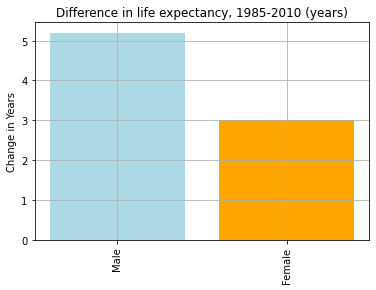 Difference in life expectancy, 1985-2010 (years)
Change in Years
5
4
3
2
1
0
Male
Female